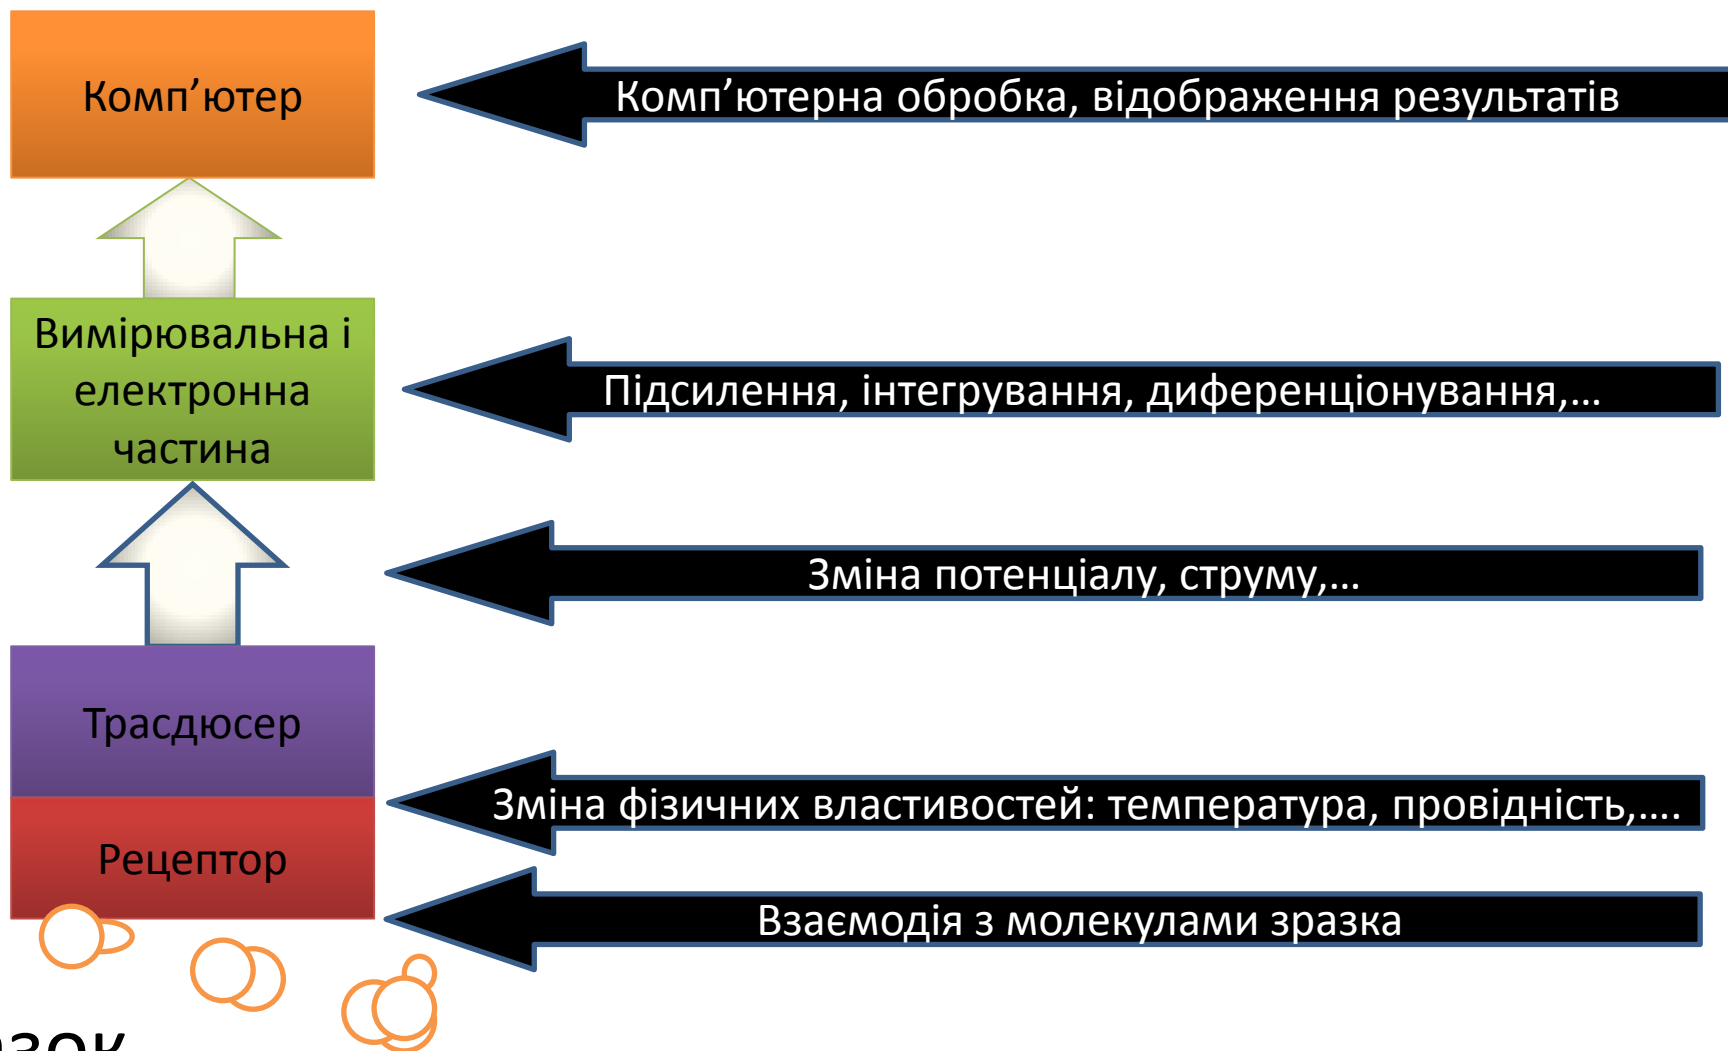 Комп’ютер
Комп’ютерна обробка, відображення результатів
Вимірювальна і
електронна
частина
Підсилення, інтегрування, диференціонування,...
Зміна потенціалу, струму,...
Трасдюсер
Зміна фізичних властивостей: температура, провідність,....
Рецептор
Взаємодія з молекулами зразка